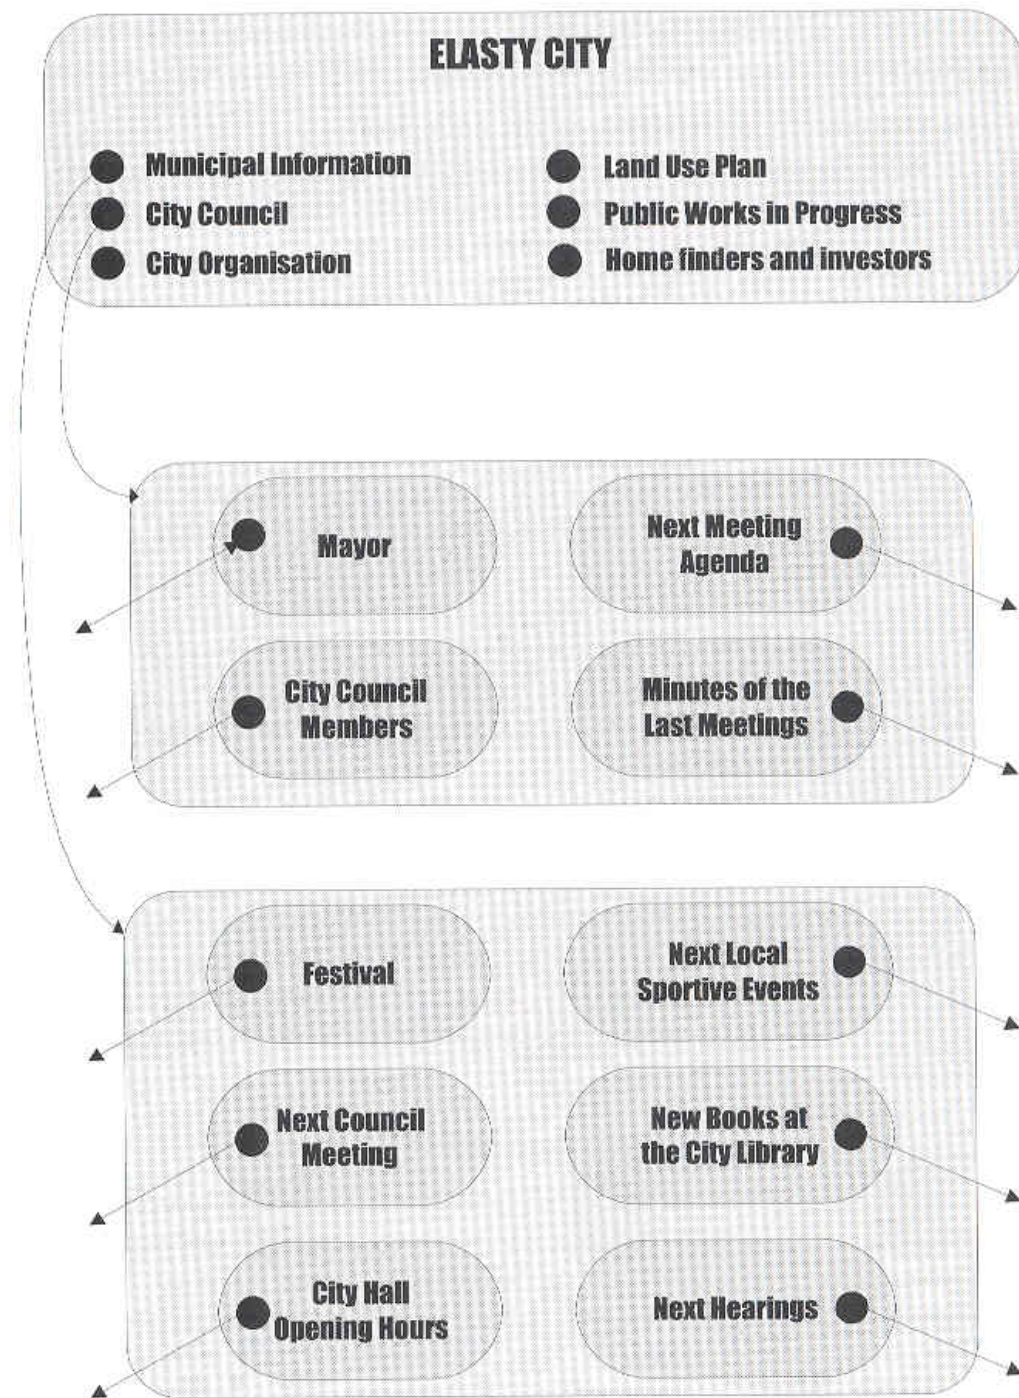 ELASTY CITY
Municipal Information
City Council
City Organisation
Land Use Plan
Public Works in Progress
Home finders and investors
Mayor
Next Meeting
Agenda
City Council
Members
Minutes of the
Last Meetings
Festival
Next Local
Sportive Events
Next Council
Meeting
New Books at
the City Library
City Hall
Opening Hours
Next Hearings